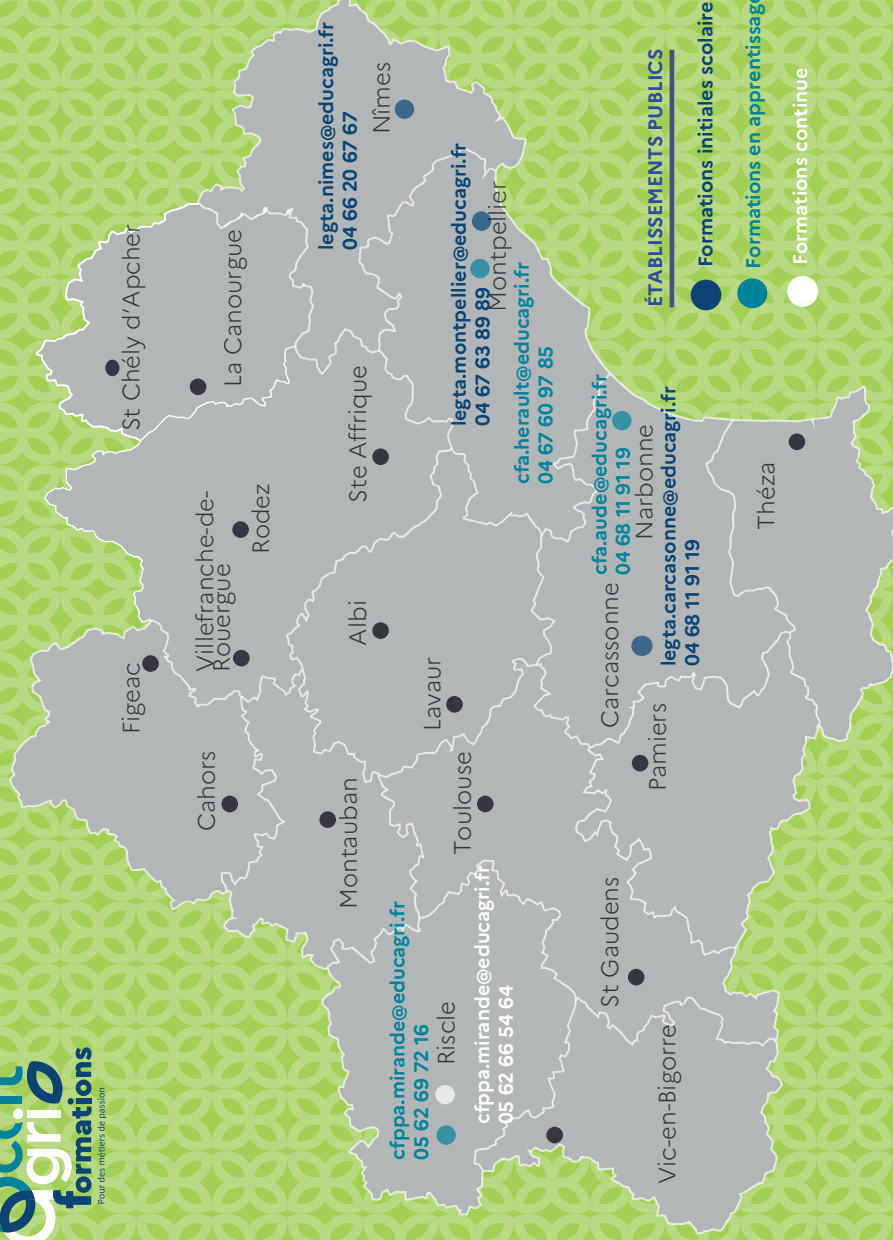 agri
formations
Pour des métiers de passion
Figeac
St Chély d'Apcher
Cahors
Villefranche-de-
Rouergue
La Canourgue
Rodez
Montauban
Albi
Ste Affrique
legta.nimes@educagri.fr
04 66 20 67 67
Nîmes
cfppa.mirande@educagri.fr
05 62 69 72 16
Riscle
cfppa.mirande@educagri.fr
05 62 66 54 64
Lavaur
Toulouse
legta.montpellier@educagri.fr
04 67 63 89 89
Montpellier
cfa.herault@educagri.fr
04 67 60 97 85
St Gaudens
Carcassonne
cfa.aude@educagri.fr
04 68 11 91 19
Narbonne
Pamiers
legta.carcasonne@educagri.fr
04 68 11 91 19
Vic-en-Bigorre
Théza
ÉTABLISSEMENTS PUBLICS
Formations initiales scolaire
Formations en apprentissage
Formations continue